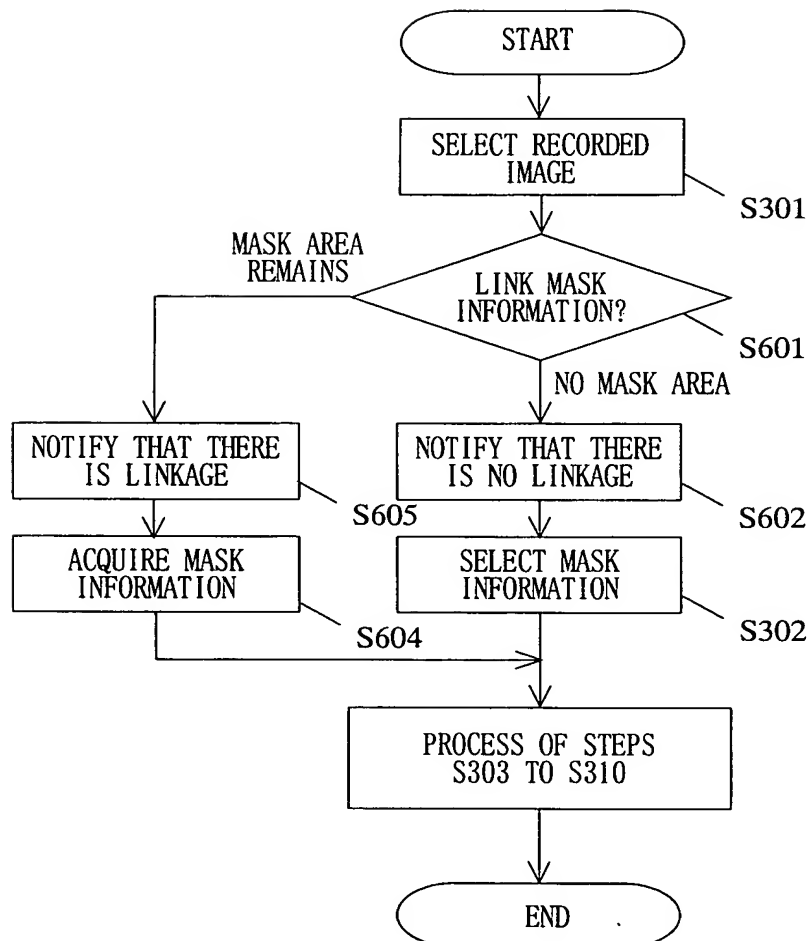 START
SELECT RECORDED
IMAGE
S301
MASK AREA
REMAINS
LINK MASK
INFORMATION?
S601
NO MASK AREA
NOTIFY THAT THERE
IS LINKAGE
S605
NOTIFY THAT THERE
IS NO LINKAGE
S602
ACQUIRE MASK
INFORMATION
S604
SELECT MASK
INFORMATION
S302
PROCESS OF STEPS
S303 TO S310
END